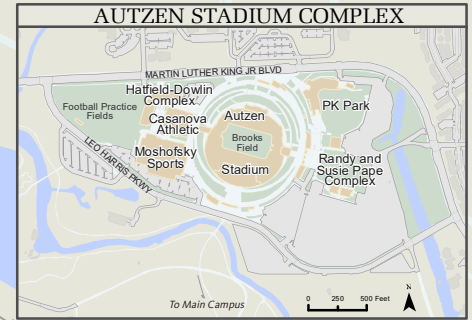 AUTZEN STADIUM COMPLEX
MARTIN LUTHER KING JR BLVD
Hatfield-Dowlin
Complex
Football Practice
Fields
Casanova
Athletic
Autzen
PK Park
Brooks
Field
Moshofsky
Sports
Stadium
Randy and
Susie Pape
Complex
LEO HARRIS PKWY
To Main Campus
0 250 500 Feet
N